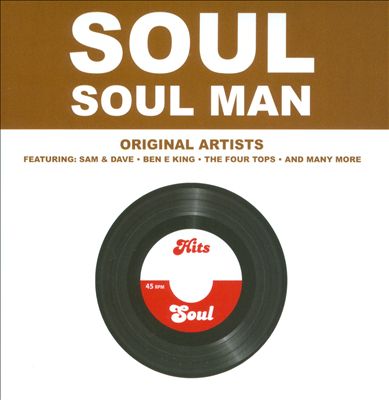 SOUL
SOUL MAN
ORIGINAL ARTISTS
FEATURING: SAM & DAVE • BEN E KING • THE FOUR TOPS • AND MANY MORE
Hits
45 RPM
Soul